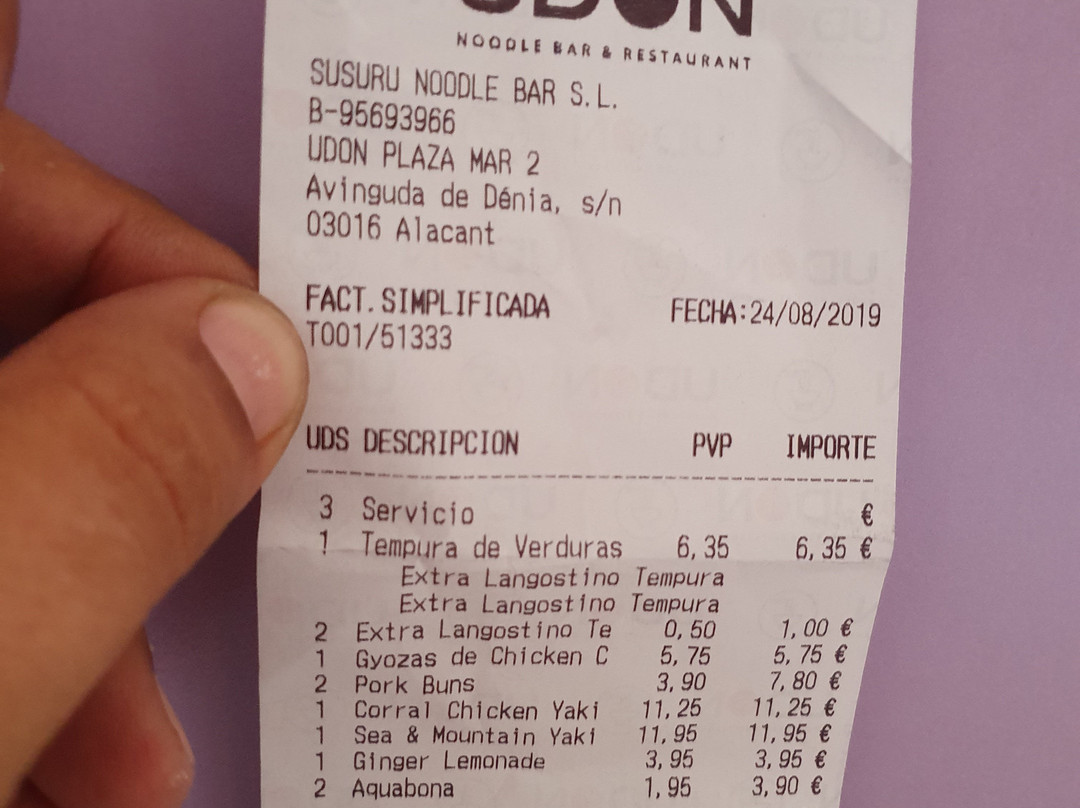 UDON
NOODLE BAR & RESTAURANT
SUSURU NOODLE BAR S.L.
B-95693966
UDON PLAZA MAR 2
Avinguda de Dénia, s/n
03016 Alacant
FACT.SIMPLIFICADA FECHA:24/08/2019
T001/51333
UDS DESCRIPCION PVP IMPORTE
3 Servicio €
1 Tempura de Verduras 6,35 6,35 €
Extra Langostino Tempura
Extra Langostino Tempura
2 Extra Langostino Te 0,50 1,00 €
1 Gyozas de Chicken C 5,75 5,75 €
2 Pork Buns 3,90 7,80 €
1 Corral Chicken Yaki 11,25 11,25 €
1 Sea & Mountain Yaki 11,95 11,95 €
1 Ginger Lemonade 3,95 3,95 €
2 Aquabona 1,95 3,90 €